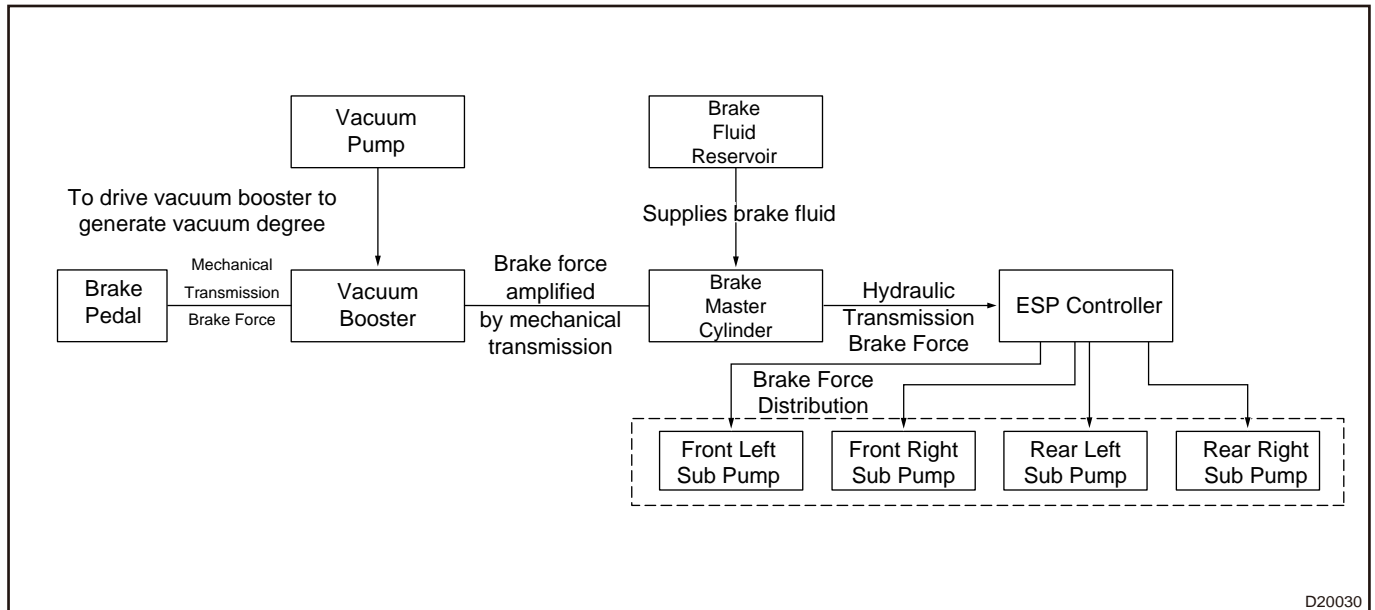 Vacuum
Pump
Brake
Fluid
Reservoir
To drive vacuum booster to
generate vacuum degree
Supplies brake fluid
Brake
Pedal
Mechanical
Transmission
Brake Force
Vacuum
Booster
Brake force
amplified
by mechanical
transmission
Brake
Master
Cylinder
Hydraulic
Transmission
Brake Force
ESP Controller
Brake Force
Distribution
Front Left
Sub Pump
Front Right
Sub Pump
Rear Left
Sub Pump
Rear Right
Sub Pump
D20030